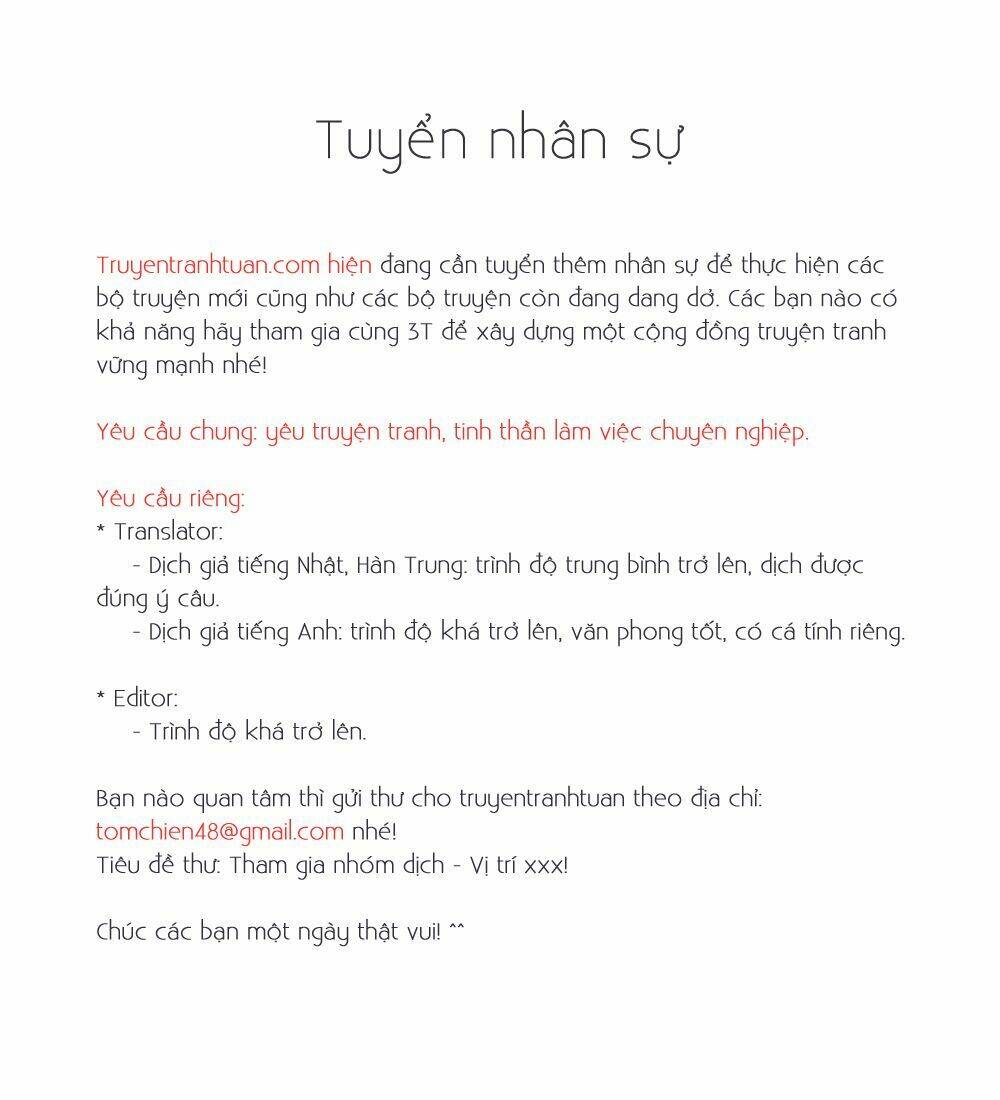 Tuyển nhân sự
Truyentranhtuan.com hiện đang cần tuyển thêm nhân sự để thực hiện các
bộ truyện mới cũng như các bộ truyện còn đang dang dở. Các bạn nào có
khả năng hãy tham gia cùng 3T để xây dựng một cộng đồng truyện tranh
vững mạnh nhé!
Yêu cầu chung: yêu truyện tranh, tinh thần làm việc chuyên nghiệp.
Yêu cầu riêng:
* Translator:
- Dịch giả tiếng Nhật, Hàn Trung: trình độ trung bình trở lên, dịch được
đúng ý câu.
- Dịch giả tiếng Anh: trình độ khá trở lên, văn phong tốt, có cá tính riêng.
* Editor:
- Trình độ khá trở lên.
Bạn nào quan tâm thì gửi thư cho truyentranhtuan theo địa chỉ:
tomchien48@gmail.com nhé!
Tiêu đề thư: Tham gia nhóm dịch - Vị trí xxx!
Chúc các bạn một ngày thật vui! ^^